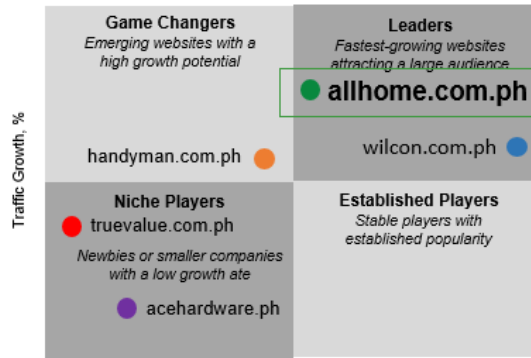 Game Changers
Emerging websites with a
high growth potential
Leaders
Fastest-growing websites
attracting a large audience
allhome.com.ph
handyman.com.ph
wilcon.com.ph
Traffic Growth, %
Niche Players
truevalue.com.ph
Newbies or smaller companies
with a low growth ate
acehardware.ph
Established Players
Stable players with
established popularity